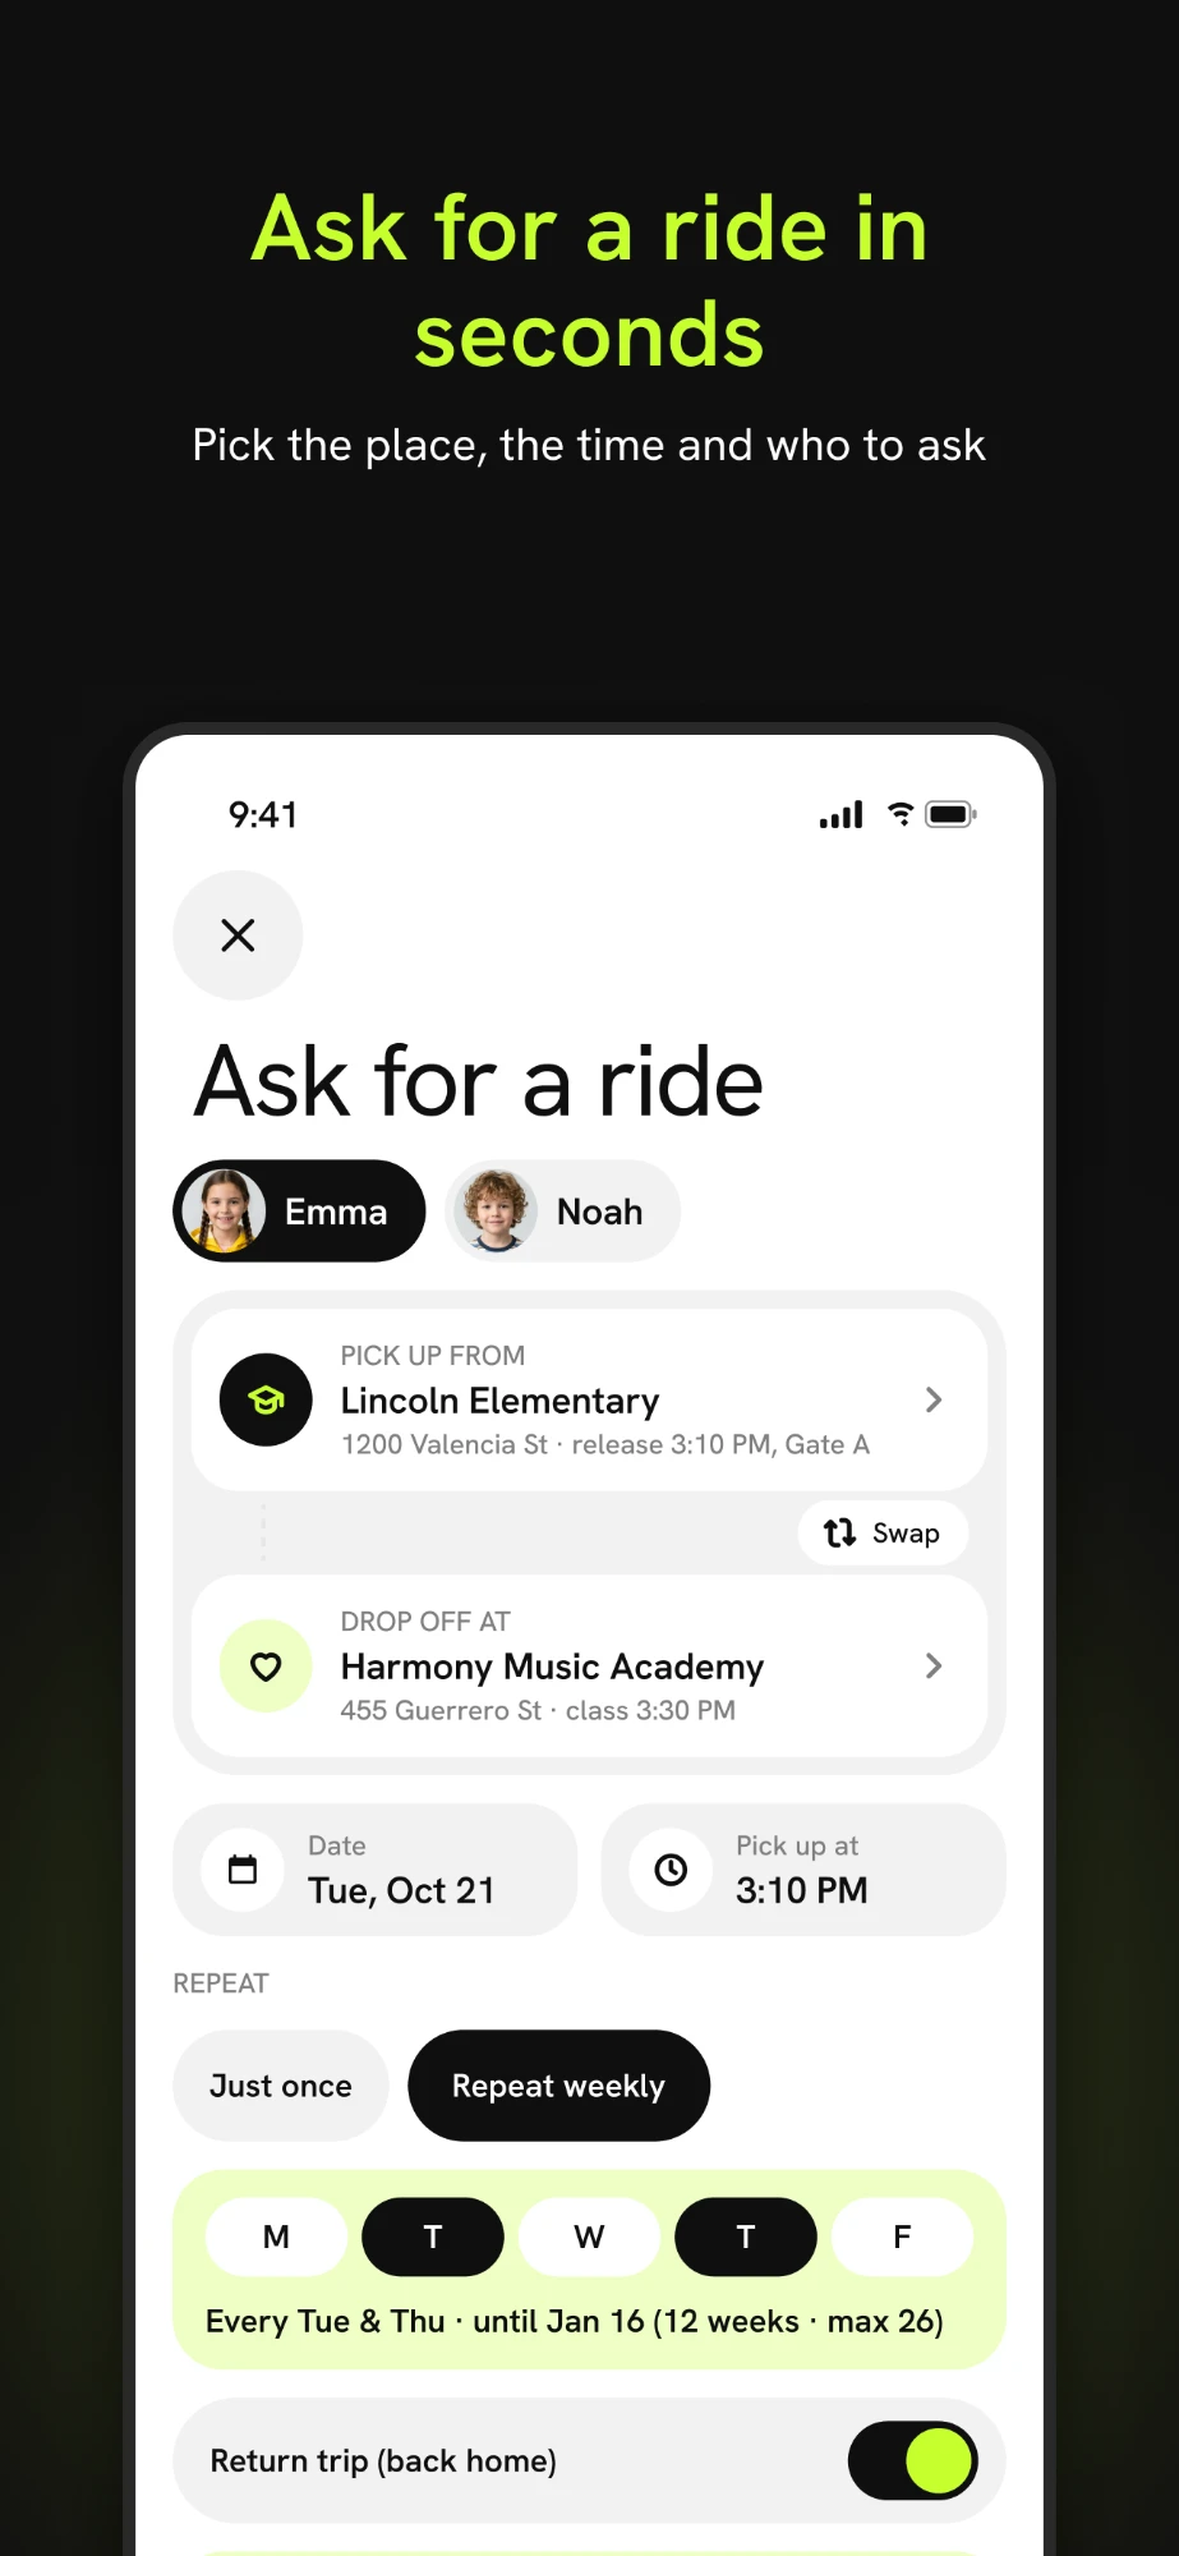 Ask for a ride in
seconds
Pick the place, the time and who to ask
9:41
Ask for a ride
Emma
Noah
PICK UP FROM
Lincoln Elementary
1200 Valencia St · release 3:10 PM, Gate A
Swap
DROP OFF AT
Harmony Music Academy
455 Guerrero St · class 3:30 PM
Date
Tue, Oct 21
Pick up at
3:10 PM
REPEAT
Just once
Repeat weekly
M T W T F
Every Tue & Thu · until Jan 16 (12 weeks · max 26)
Return trip (back home)